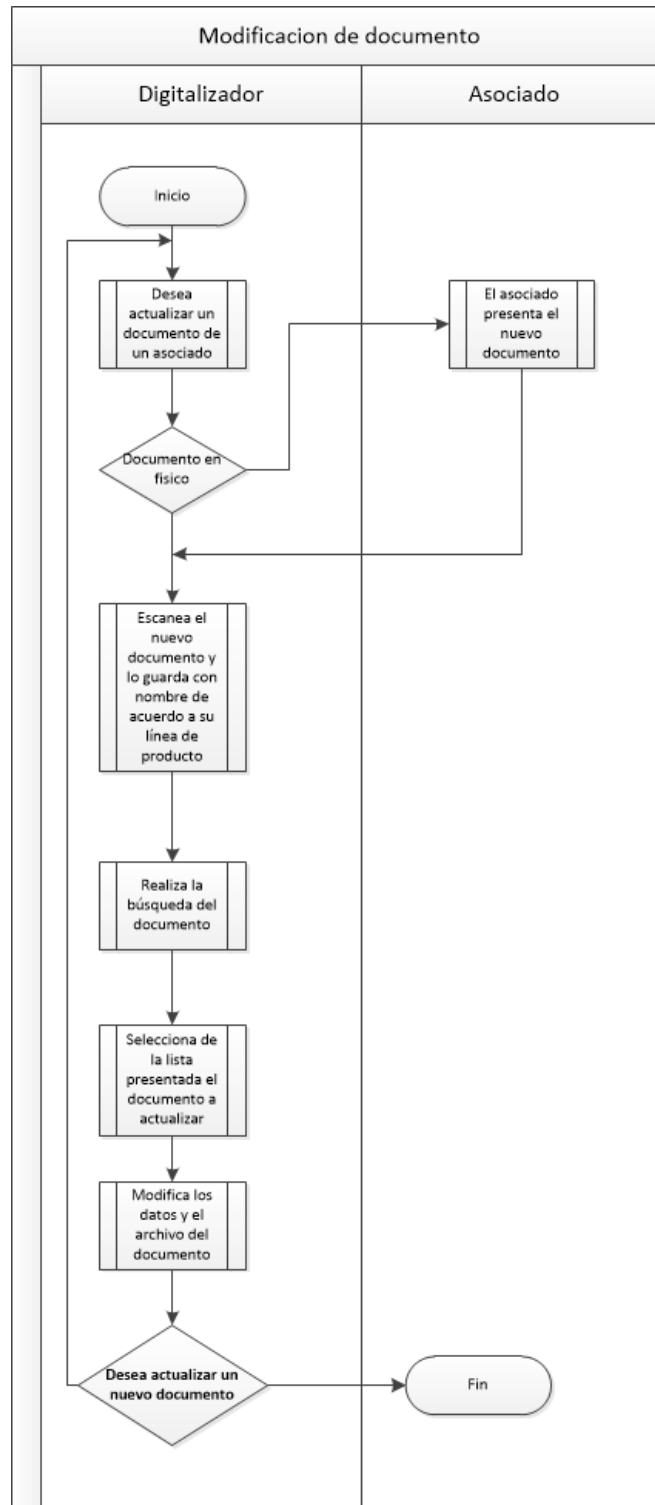 Modificacion de documento
Digitalizador
Asociado
Inicio
Desea
actualizar un
documento de
un asociado
El asociado
presenta el
nuevo
documento
Documento en
fisico
Escanea el
nuevo
documento y
lo guarda con
nombre de
acuerdo a su
línea de
producto
Realiza la
búsqueda del
documento
Selecciona de
la lista
presentada el
documento a
actualizar
Modifica los
datos y el
archivo del
documento
Desea actualizar un
nuevo documento
Fin